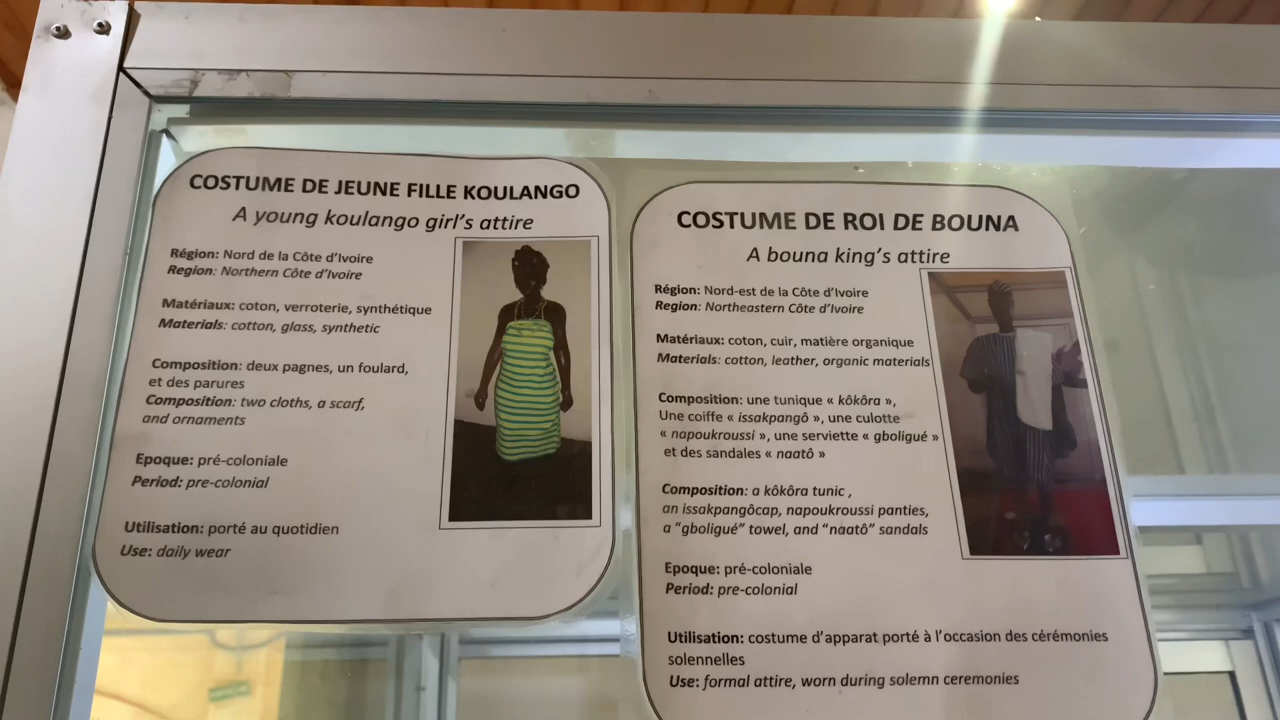 COSTUME DE JEUNE FILLE KOULANGO
A young koulango girl's attire
Région: Nord de la Côte d'Ivoire
Region: Northern Côte d'Ivoire
Matériaux: coton, verroterie, synthétique
Materials: cotton, glass, synthetic
Composition: deux pagnes, un foulard,
et des parures
Composition: two cloths, a scarf,
and ornaments
Epoque: pré-coloniale
Period: pre-colonial
Utilisation: porté au quotidien
Use: daily wear
COSTUME DE ROI DE BOUNA
A bouna king's attire
Région: Nord-est de la Côte d'Ivoire
Region: Northeastern Côte d'Ivoire
Matériaux: coton, cuir, matière organique
Materials: cotton, leather, organic materials
Composition: une tunique « kôkôra »,
Une coiffe « issakpangô », une culotte
« napoukroussi », une serviette « gboligué »
et des sandales « naatô »
Composition: a kôkôra tunic ,
an issakpangôcap, napoukroussi panties,
a "gboligué" towel, and "naatô" sandals
Epoque: pré-coloniale
Period: pre-colonial
Utilisation: costume d'apparat porté à l'occasion des cérémonies
solennelles
Use: formal attire, worn during solemn ceremonies